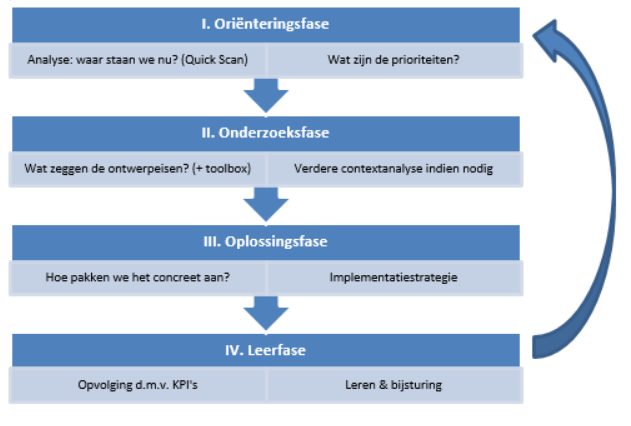 I. Oriënteringsfase
Analyse: waar staan we nu? (Quick Scan)
Wat zijn de prioriteiten?
II. Onderzoeksfase
Wat zeggen de ontwerpeisen? (+ toolbox)
Verdere contextanalyse indien nodig
III. Oplossingsfase
Hoe pakken we het concreet aan?
Implementatiestrategie
IV. Leerfase
Opvolging d.m.v. KPI's
Leren & bijsturing